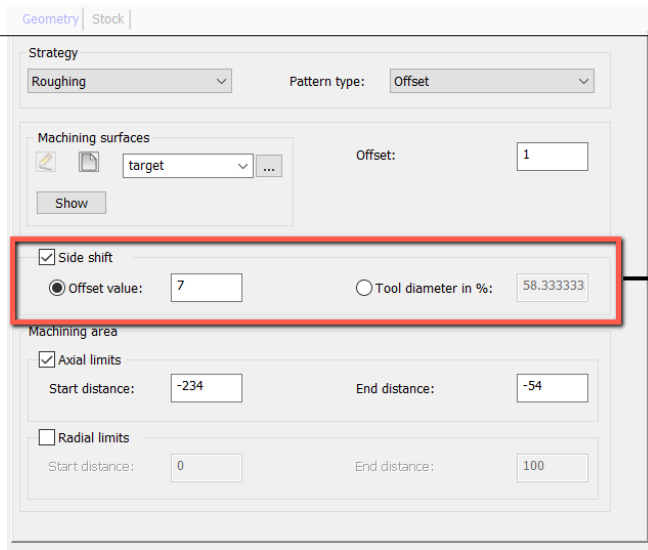 Geometry Stock
Strategy
Roughing Pattern type: Offset
Machining surfaces
target ... Offset: 1
Show
Side shift
Offset value: 7 Tool diameter in %: 58.333333
Machining area
Axial limits
Start distance: -234 End distance: -54
Radial limits
Start distance: 0 End distance: 100